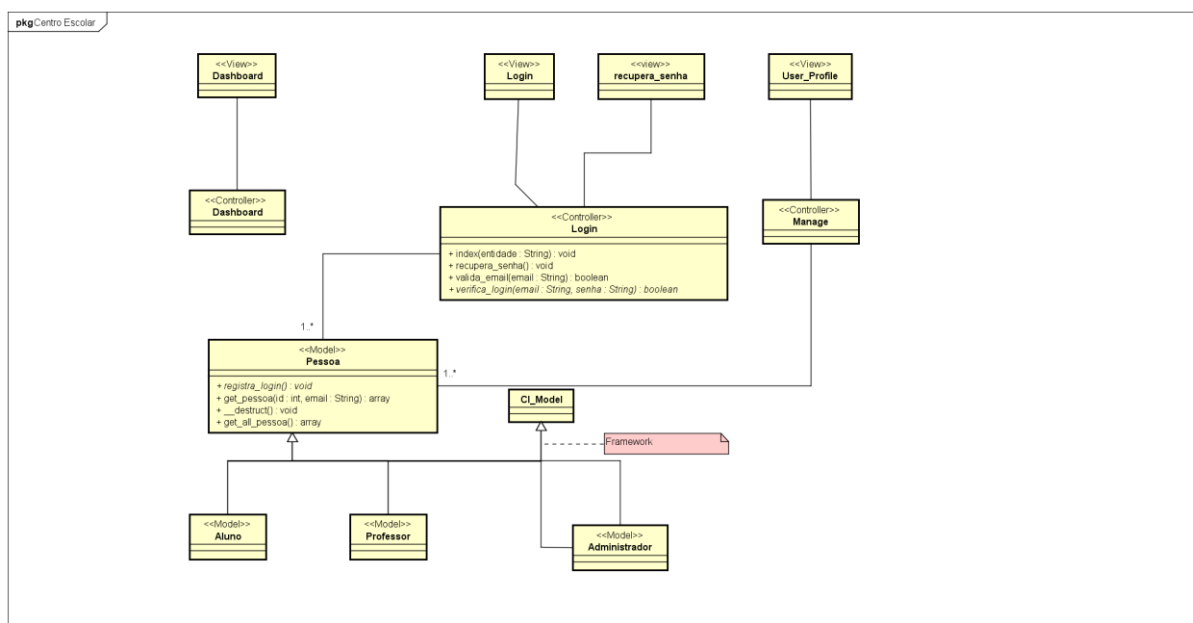 pkg Centro Escolar
<<View>>
Dashboard
<<View>>
Login
<<view>>
recupera_senha
<<View>>
User_Profile
<<Controller>>
Dashboard
<<Controller>>
Login
+ index(entidade : String) : void
+ recupera_senha() : void
+ valida_email(email : String) : boolean
+ verifica_login(email : String, senha : String) : boolean
<<Controller>>
Manage
1..*
<<Model>>
Pessoa
+ registra_login() : void
+ get_pessoa(id : int, email : String) : array
+ __destruct() : void
+ get_all_pessoa() : array
1..*
CI_Model
Framework
<<Model>>
Aluno
<<Model>>
Professor
<<Model>>
Administrador